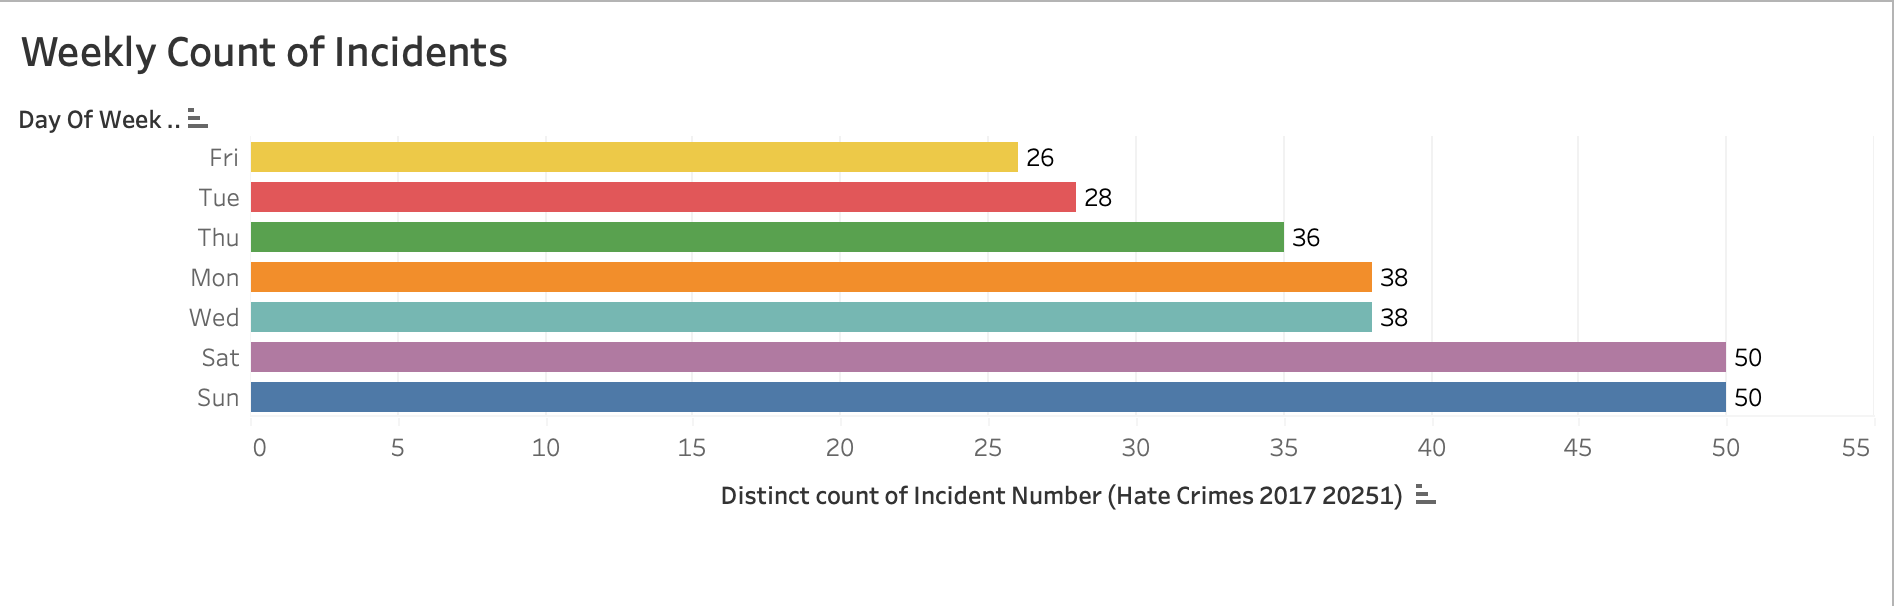 Weekly Count of Incidents
Day Of Week ..
Fri 26
Tue 28
Thu 36
Mon 38
Wed 38
Sat 50
Sun 50
0 5 10 15 20 25 30 35 40 45 50 55
Distinct count of Incident Number (Hate Crimes 2017 20251)